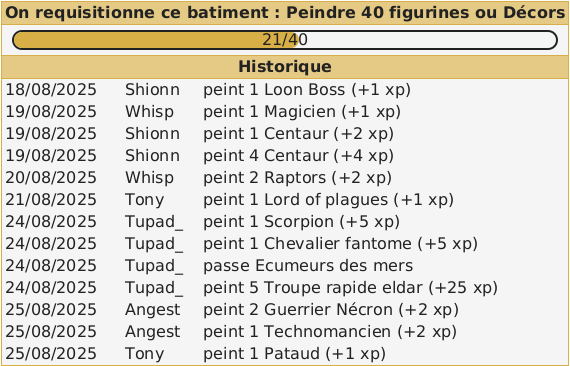 On requisitionne ce batiment : Peindre 40 figurines ou Décors
21/40
Historique
18/08/2025 Shionn peint 1 Loon Boss (+1 xp)
19/08/2025 Whisp peint 1 Magicien (+1 xp)
19/08/2025 Shionn peint 1 Centaur (+2 xp)
19/08/2025 Shionn peint 4 Centaur (+4 xp)
20/08/2025 Whisp peint 2 Raptors (+2 xp)
21/08/2025 Tony peint 1 Lord of plagues (+1 xp)
24/08/2025 Tupad_ peint 1 Scorpion (+5 xp)
24/08/2025 Tupad_ peint 1 Chevalier fantome (+5 xp)
24/08/2025 Tupad_ passe Ecumeurs des mers
24/08/2025 Tupad_ peint 5 Troupe rapide eldar (+25 xp)
25/08/2025 Angest peint 2 Guerrier Nécron (+2 xp)
25/08/2025 Angest peint 1 Technomancien (+2 xp)
25/08/2025 Tony peint 1 Pataud (+1 xp)